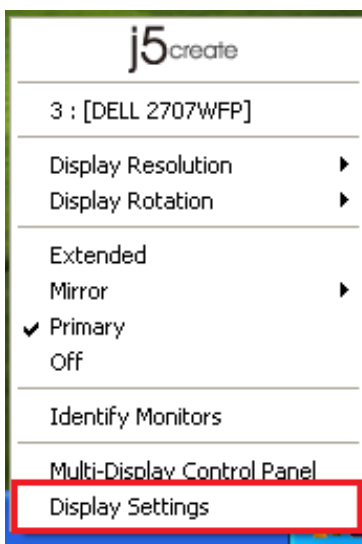 j5create
3 : [DELL 2707WFP]
Display Resolution
Display Rotation
Extended
Mirror
Primary
Off
Identify Monitors
Multi-Display Control Panel
Display Settings